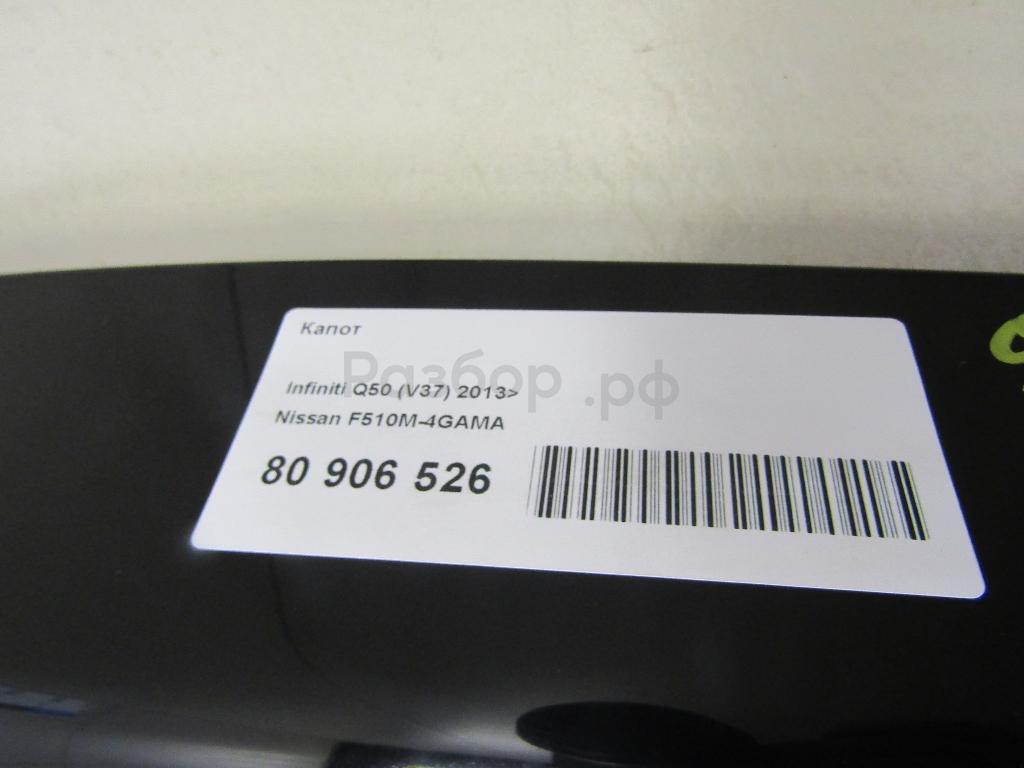 Капот
Разбор.рф
Infiniti Q50 (V37) 2013>
Nissan F510M-4GAMA
80 906 526